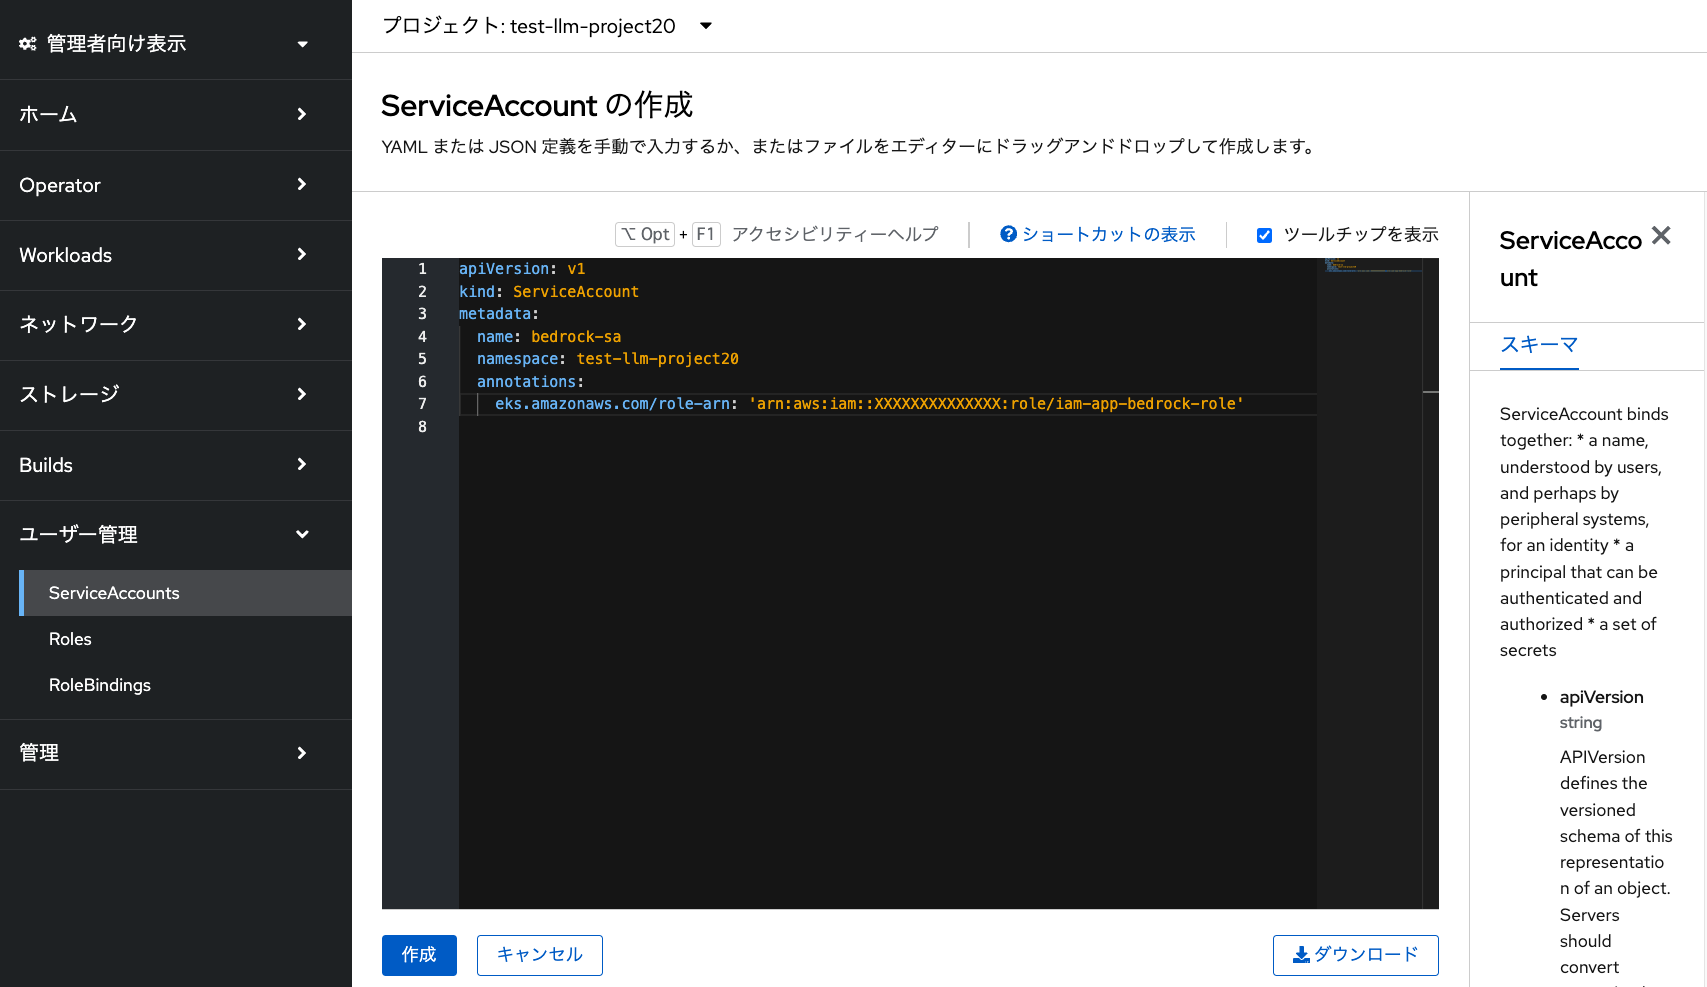 管理者向け表示
ホーム
Operator
Workloads
ネットワーク
ストレージ
Builds
ユーザー管理
ServiceAccounts
Roles
RoleBindings
管理
プロジェクト: test-llm-project20
ServiceAccount の作成
YAML または JSON 定義を手動で入力するか、またはファイルをエディターにドラッグアンドドロップして作成します。
⌥ Opt + F1 アクセシビリティーヘルプ
ショートカットの表示
ツールチップを表示
1 apiVersion: v1
2 kind: ServiceAccount
3 metadata:
4 name: bedrock-sa
5 namespace: test-llm-project20
6 annotations:
7 eks.amazonaws.com/role-arn: 'arn:aws:iam::XXXXXXXXXXXXXX:role/iam-app-bedrock-role'
8
作成
キャンセル
ダウンロード
ServiceAcco
unt
スキーマ
ServiceAccount binds
together: * a name,
understood by users,
and perhaps by
peripheral systems,
for an identity * a
principal that can be
authenticated and
authorized * a set of
secrets
• apiVersion
string
APIVersion
defines the
versioned
schema of this
representatio
n of an object.
Servers
should
convert